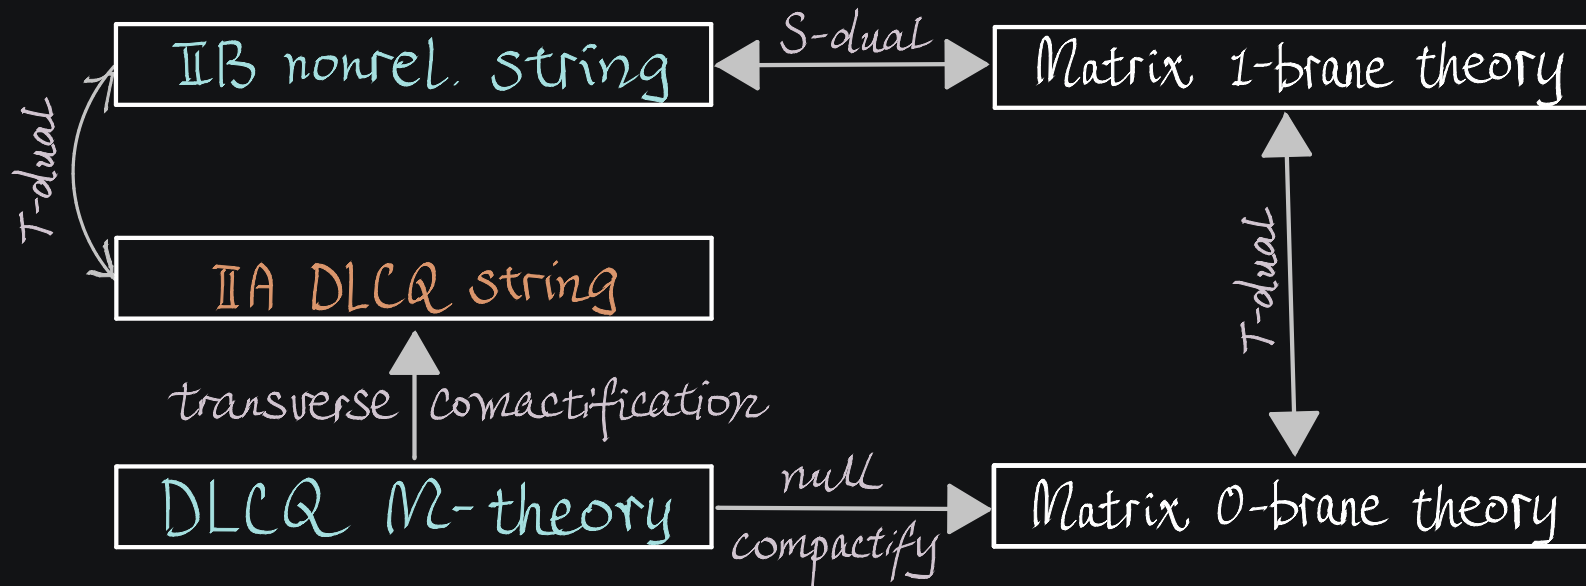 IIB nonrel. string
S-dual
Matrix 1-brane theory
T-dual
IIA DLCQ string
T-dual
transverse comactification
DLCQ M-theory
null
compactify
Matrix 0-brane theory